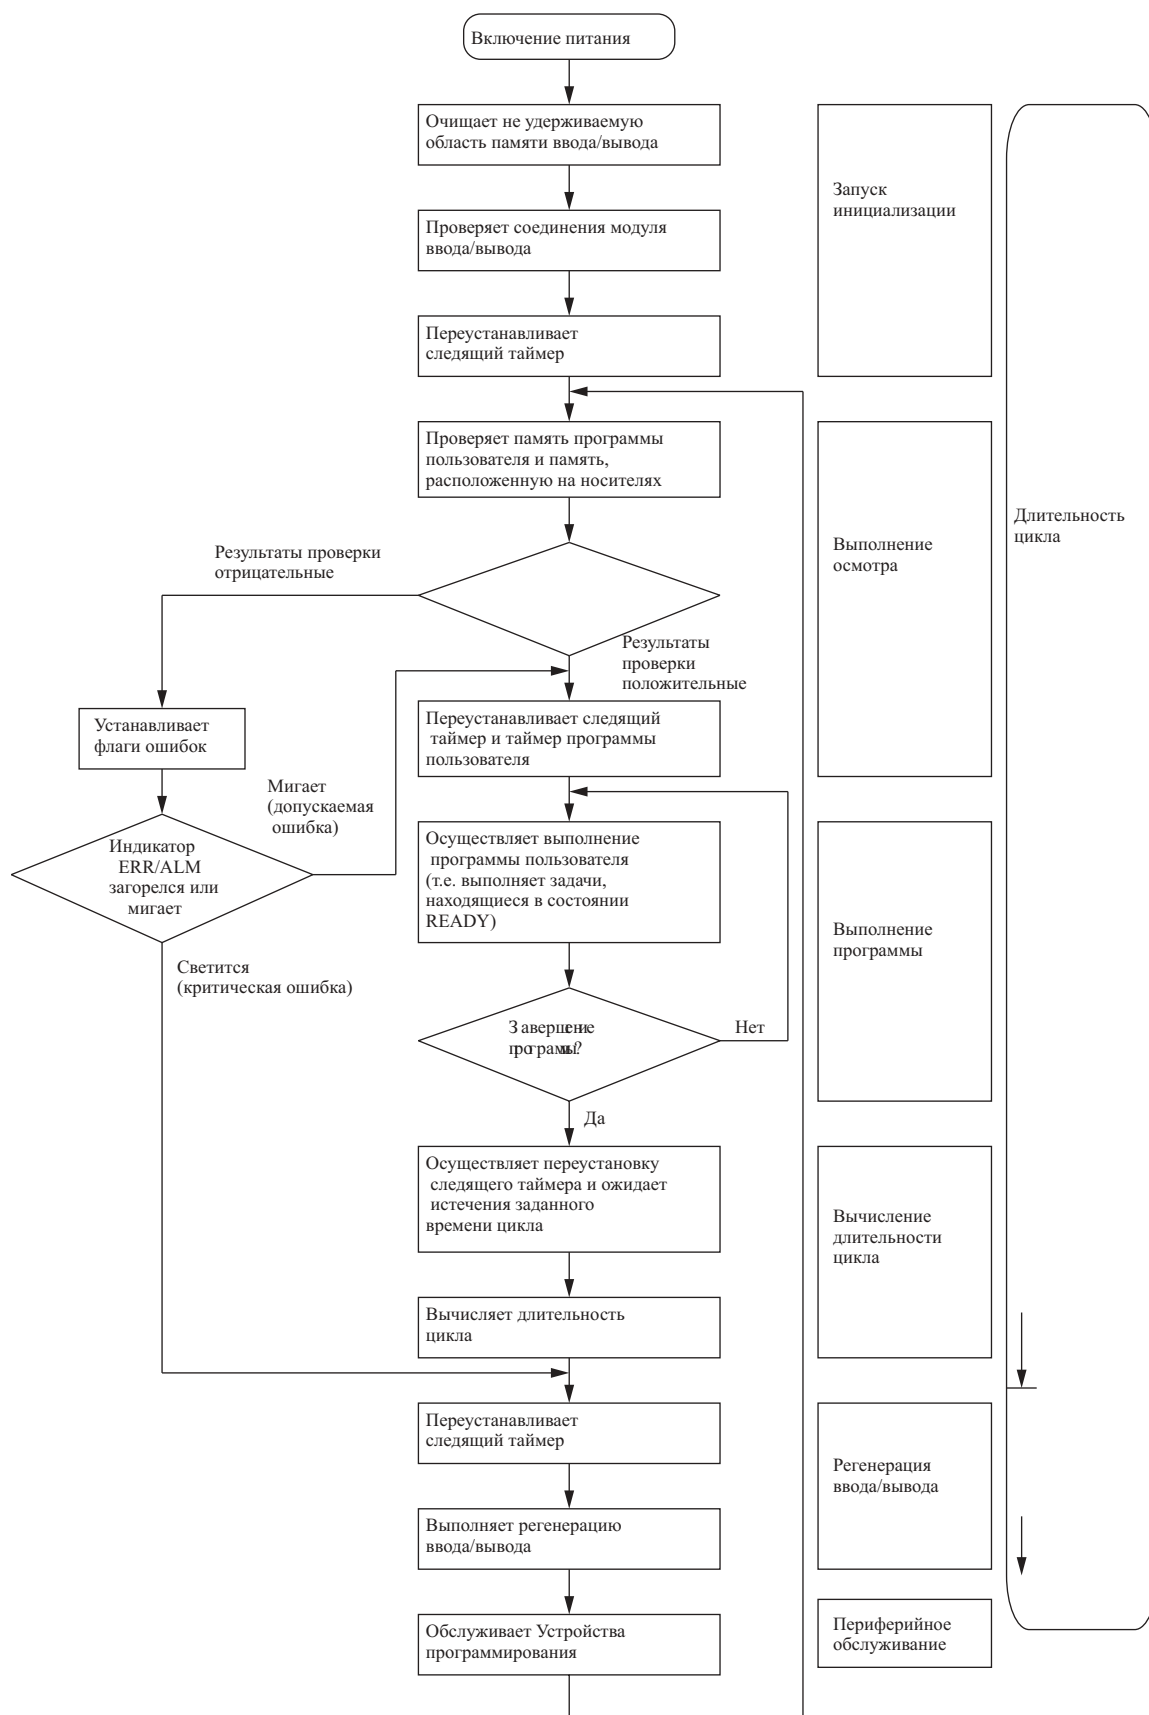 Включение питания
Очищает не удерживаемую
область памяти ввода/вывода
Запуск
инициализации
Проверяет соединения модуля
ввода/вывода
Переустанавливает
следящий таймер
Проверяет память программы
пользователя и память,
расположенную на носителях
Длительность
цикла
Выполнение
осмотра
Результаты проверки
отрицательные
Результаты
проверки
положительные
Устанавливает
флаги ошибок
Переустанавливает следящий
таймер и таймер программы
пользователя
Мигает
(допускаемая
ошибка)
Индикатор
ERR/ALM
загорелся или
мигает
Осуществляет выполнение
программы пользователя
(т.е. выполняет задачи,
находящиеся в состоянии
READY)
Выполнение
программы
Светится
(критическая ошибка)
Завершение
программы?
Нет
Да
Осуществляет переустановку
следящего таймера и ожидает
истечения заданного
времени цикла
Вычисление
длительности
цикла
Вычисляет длительность
цикла
Переустанавливает
следящий таймер
Регенерация
ввода/вывода
Выполняет регенерацию
ввода/вывода
Обслуживает Устройства
программирования
Периферийное
обслуживание